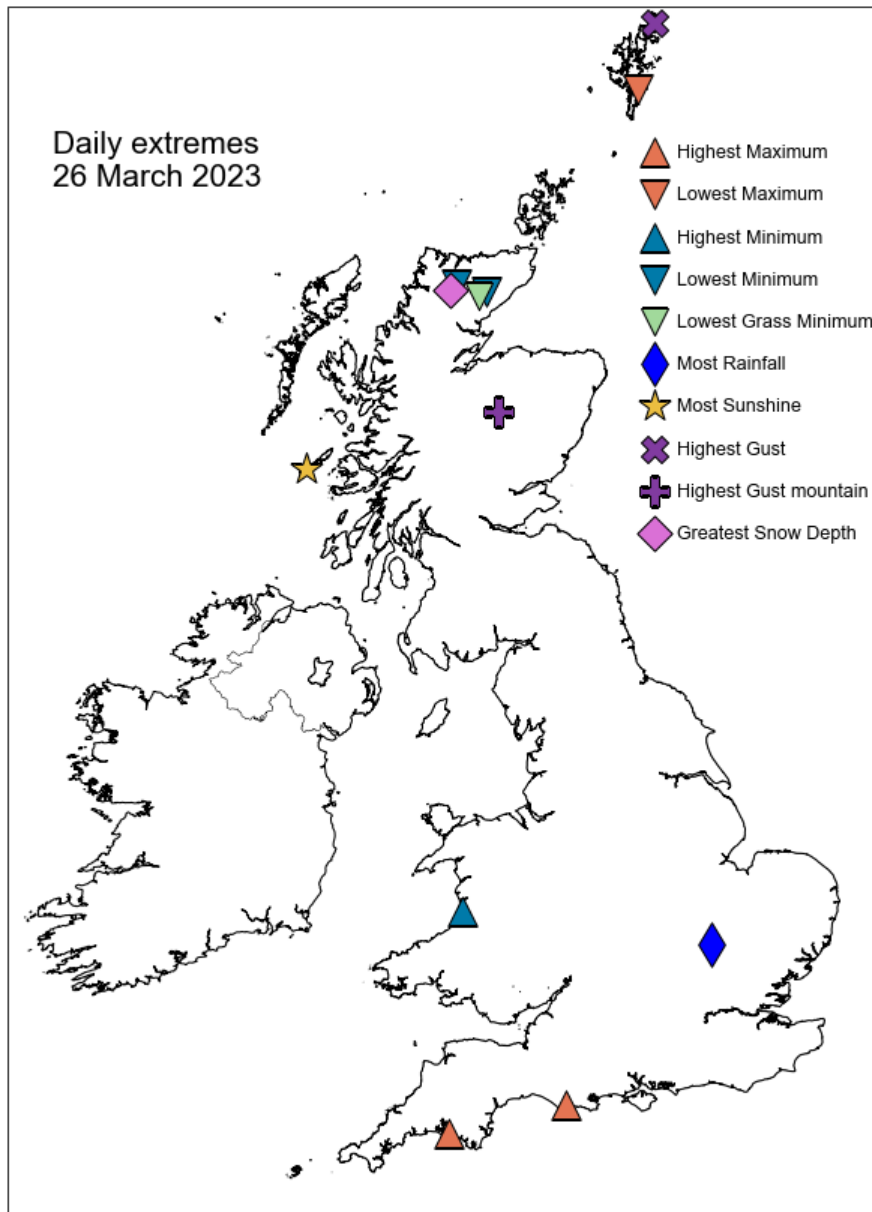 Daily extremes
26 March 2023
Highest Maximum
Lowest Maximum
Highest Minimum
Lowest Minimum
Lowest Grass Minimum
Most Rainfall
Most Sunshine
Highest Gust
Highest Gust mountain
Greatest Snow Depth